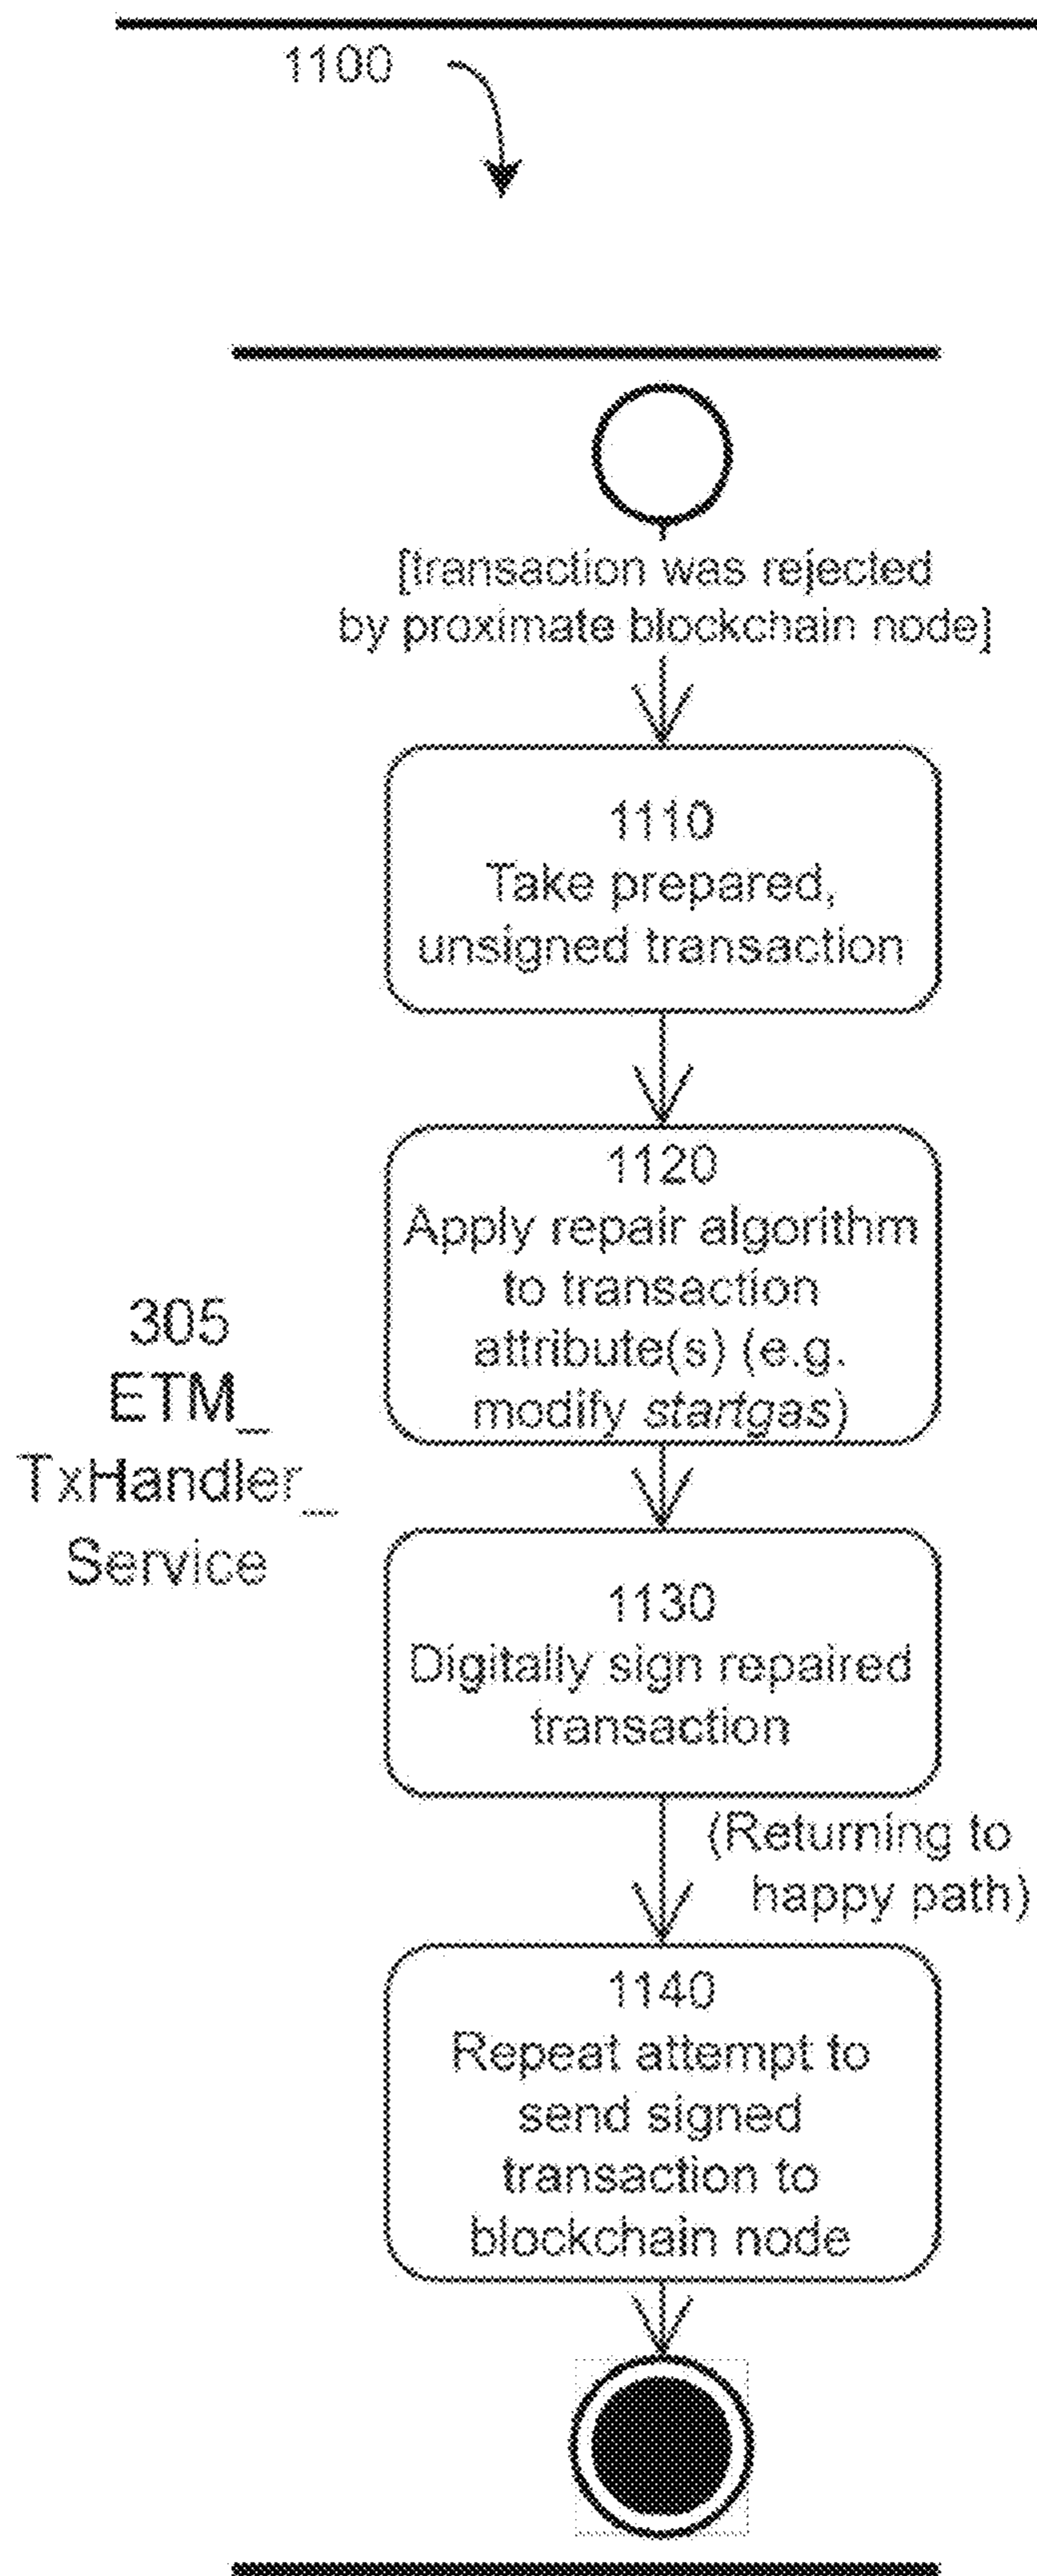 1100
[transaction was rejected
by proximate blockchain node]
1110
Take prepared,
unsigned transaction
1120
Apply repair algorithm
to transaction
attribute(s) (e.g.
modify startgas)
305
ETM_
TxHandler_
Service
1130
Digitally sign repaired
transaction
(Returning to
happy path)
1140
Repeat attempt to
send signed
transaction to
blockchain node